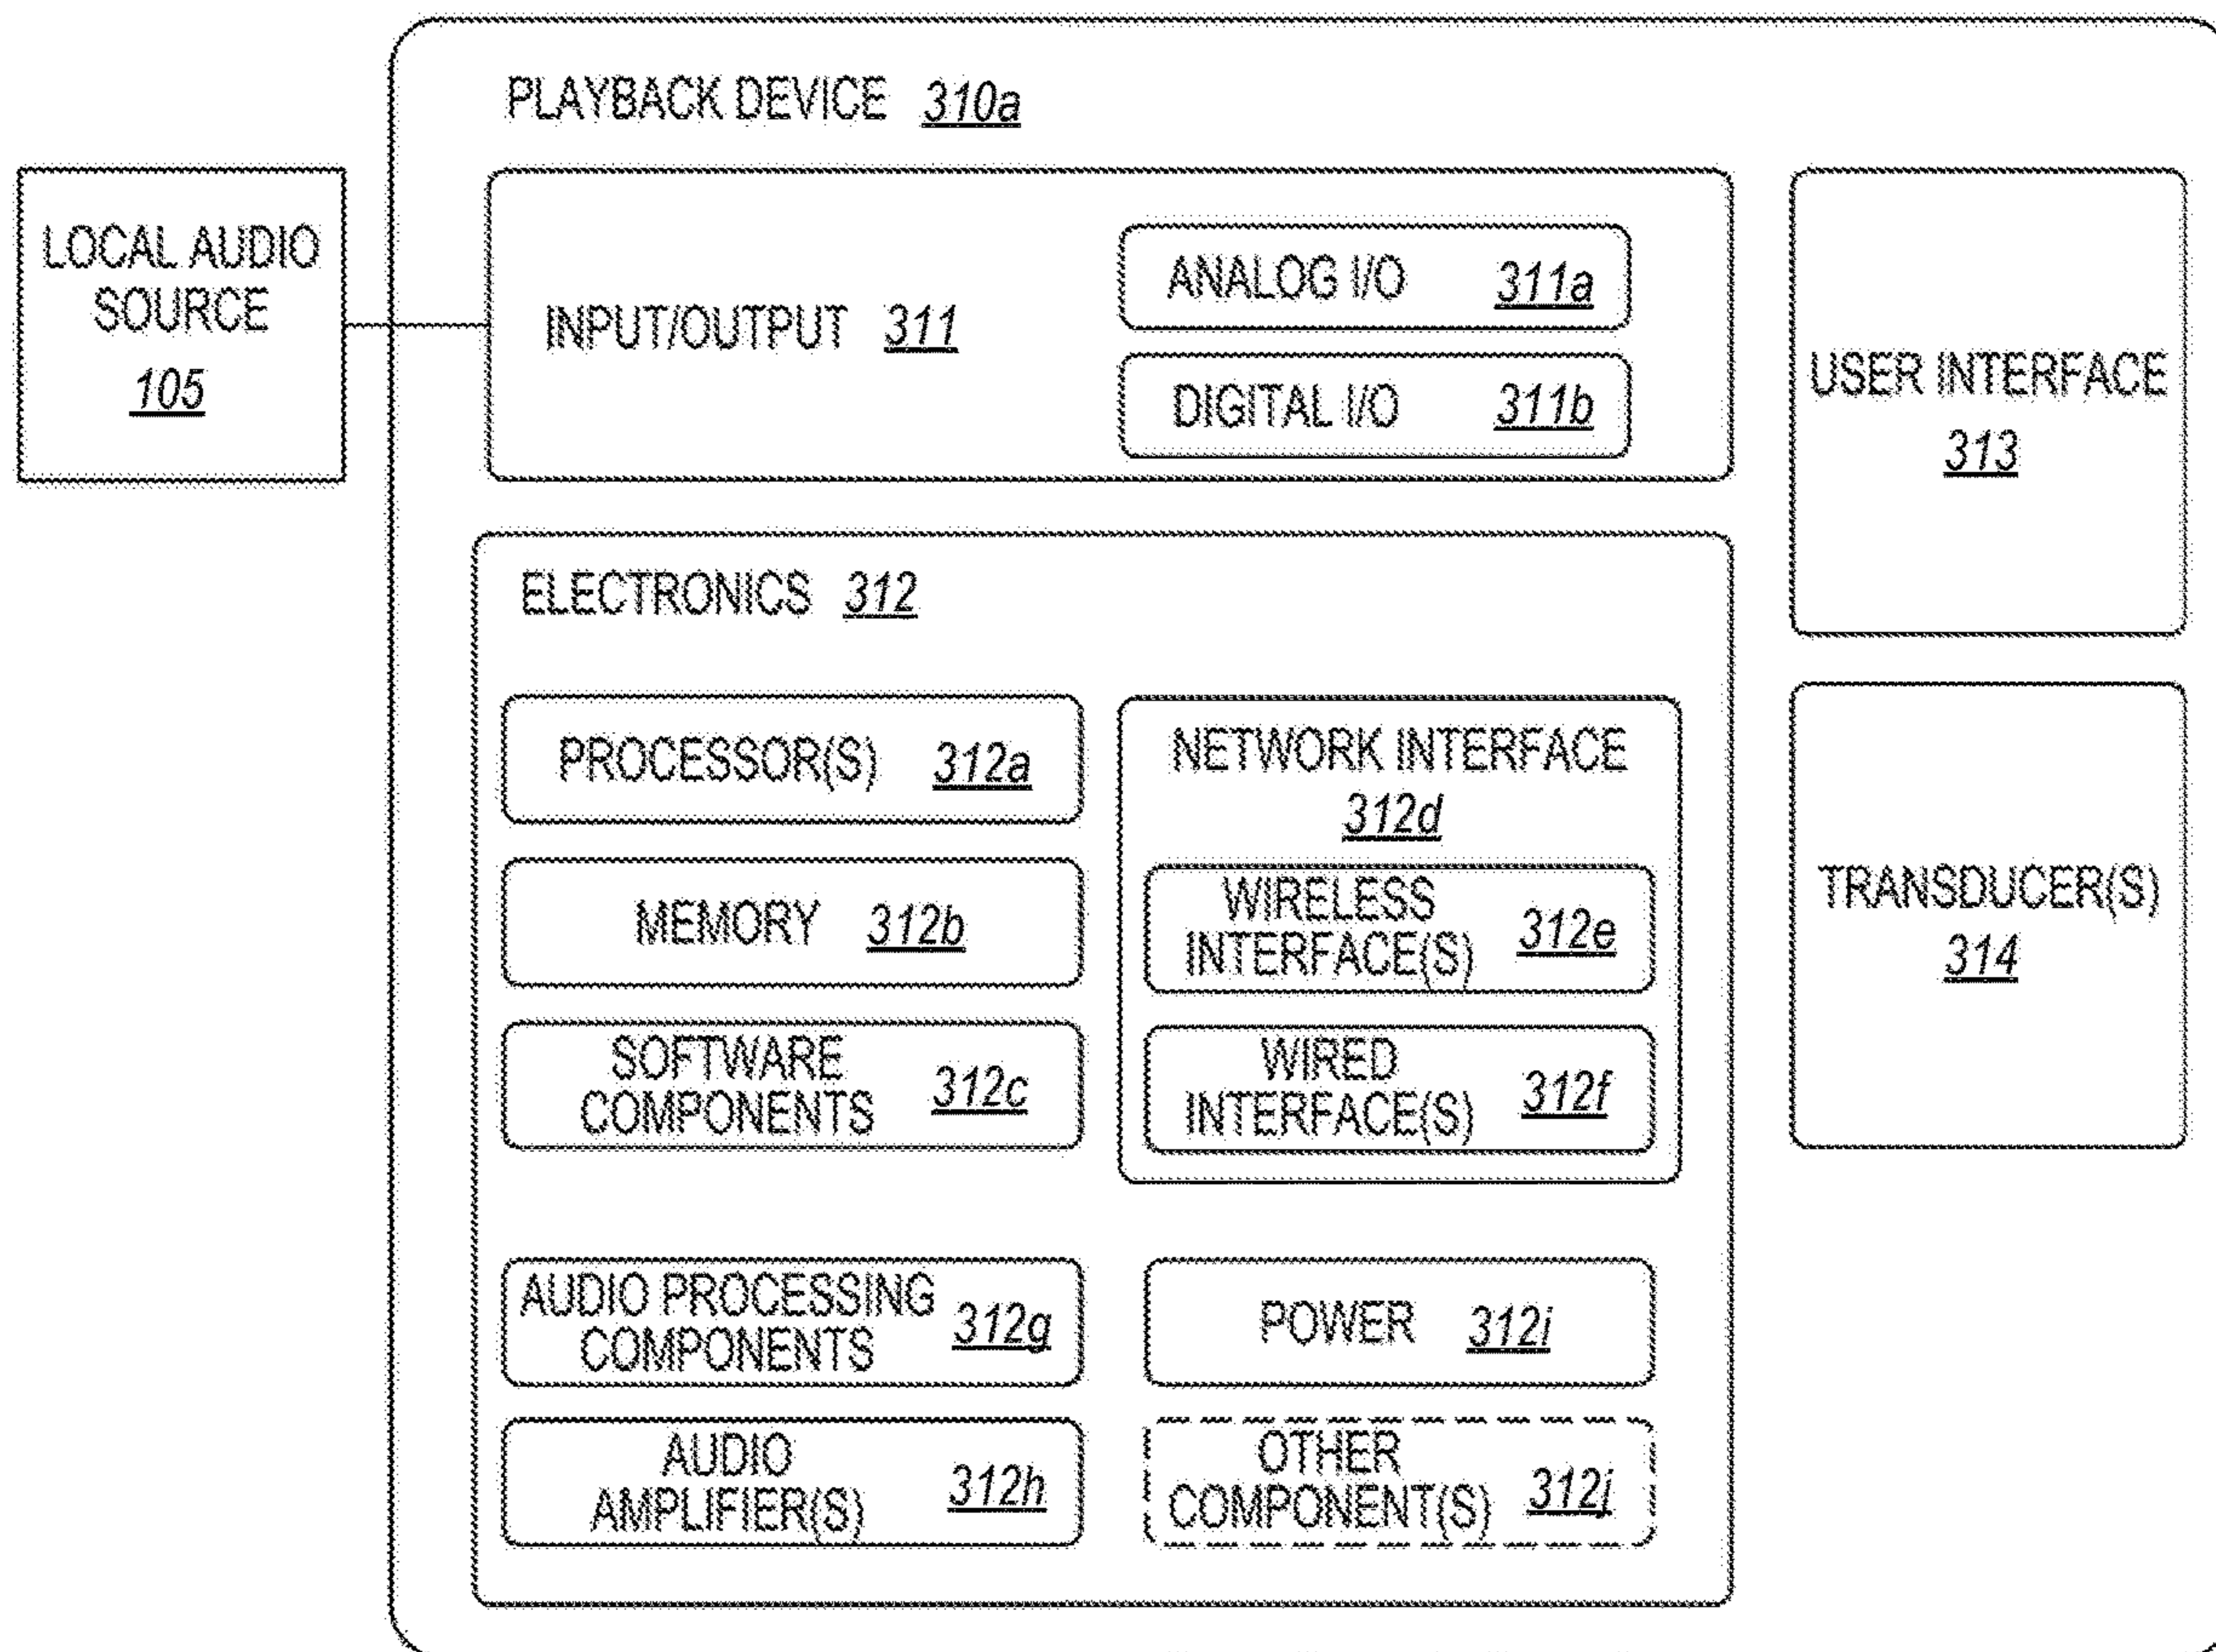 PLAYBACK DEVICE 310a
LOCAL AUDIO
SOURCE
105
INPUT/OUTPUT 311
ANALOG I/O 311a
DIGITAL I/O 311b
USER INTERFACE
313
ELECTRONICS 312
PROCESSOR(S) 312a
MEMORY 312b
SOFTWARE
COMPONENTS 312c
NETWORK INTERFACE
312d
WIRELESS
INTERFACE(S) 312e
WIRED
INTERFACE(S) 312f
TRANSDUCER(S)
314
AUDIO PROCESSING
COMPONENTS 312g
POWER 312i
AUDIO
AMPLIFIER(S) 312h
OTHER
COMPONENT(S) 312j